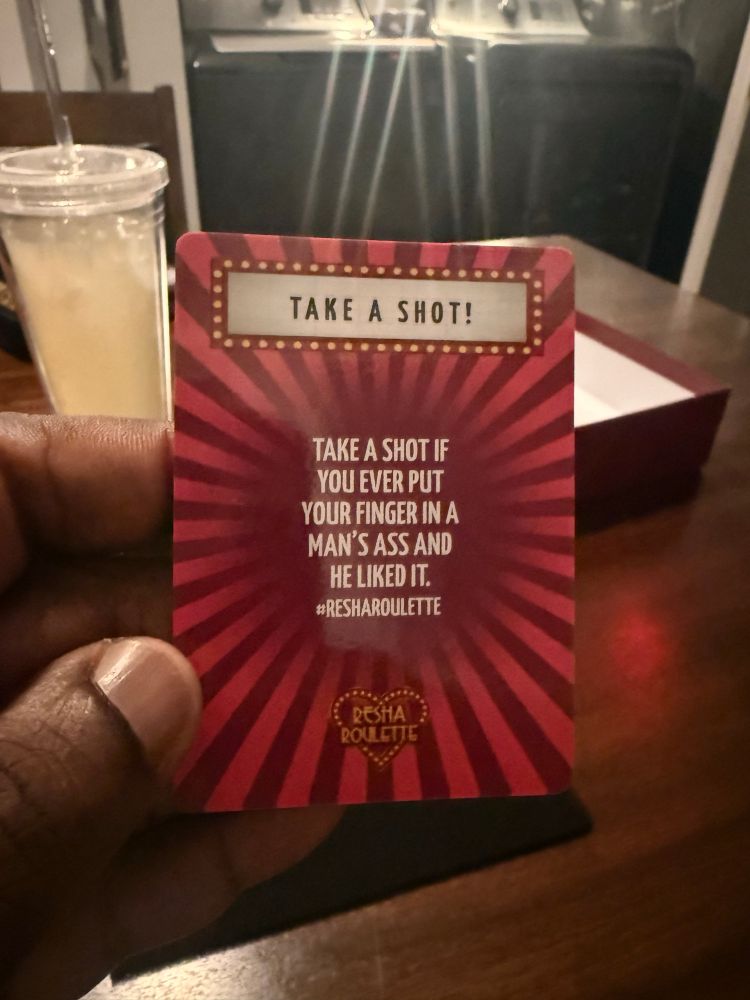 TAKE A SHOT!
TAKE A SHOT IF
YOU EVER PUT
YOUR FINGER IN A
MAN'S ASS AND
HE LIKED IT.
#RESHAROULETTE
RESHA
ROULETTE